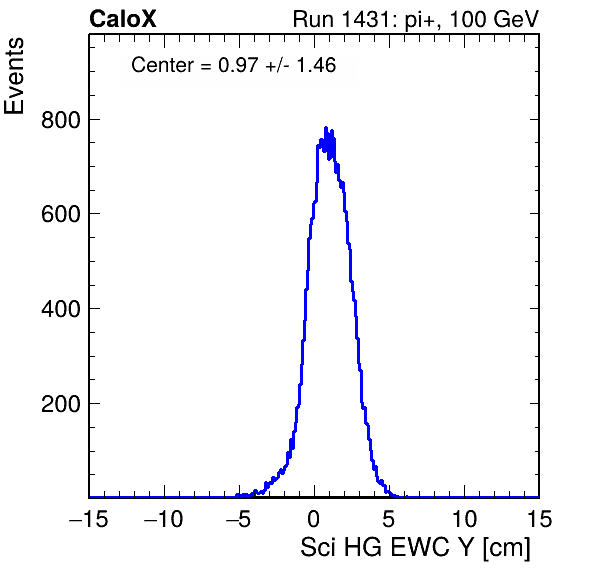 CaloX Run 1431: pi+, 100 GeV
Center = 0.97 +/- 1.46
Events
800
600
400
200
−15 −10 −5 0 5 10 15
Sci HG EWC Y [cm]